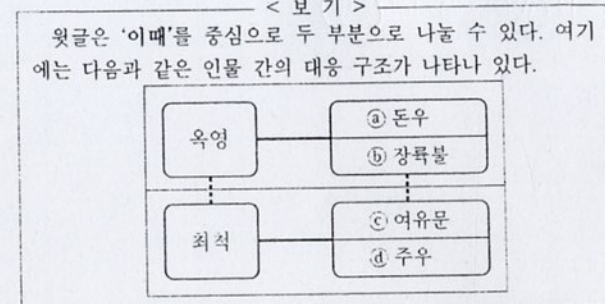 < 보 기 >
윗글은 ‘이때’를 중심으로 두 부분으로 나눌 수 있다. 여기
에는 다음과 같은 인물 간의 대응 구조가 나타나 있다.
옥영
ⓐ 돈우
ⓑ 장륙불
최척
ⓒ 여유문
ⓓ 주우